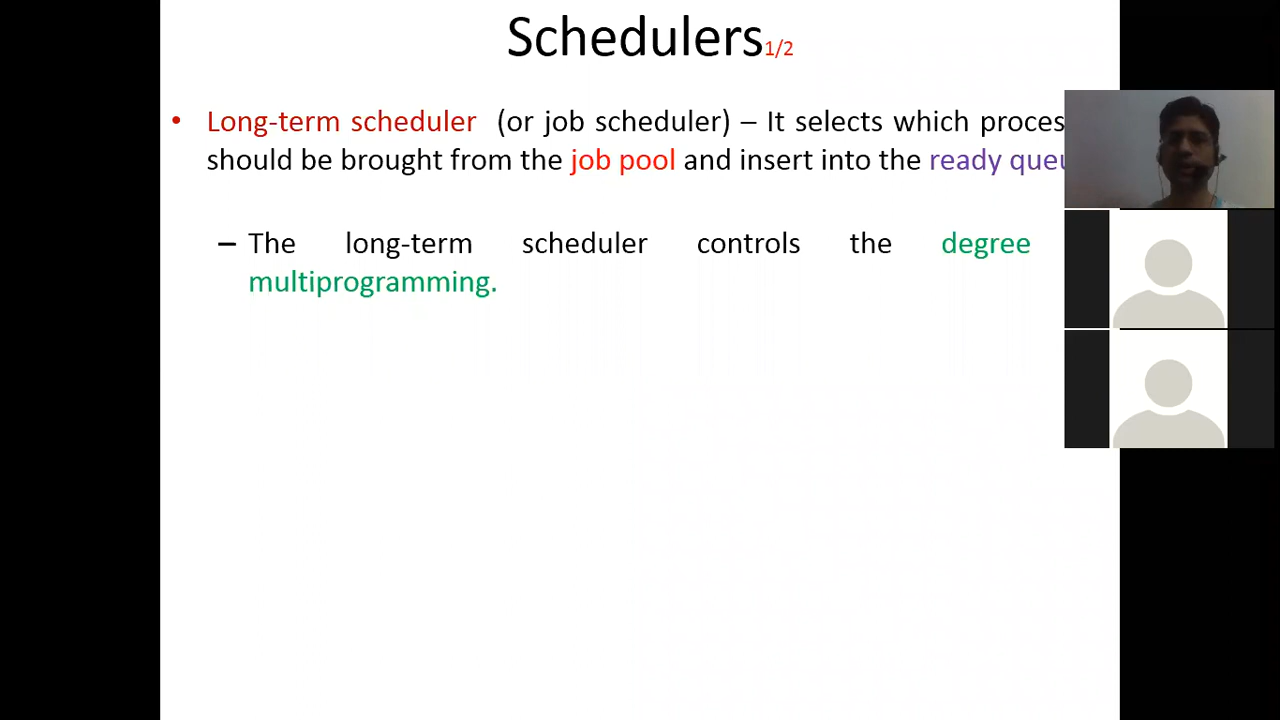 Schedulers1/2
• Long-term scheduler (or job scheduler) – It selects which proces
should be brought from the job pool and insert into the ready
– The long-term scheduler controls the degree
multiprogramming.